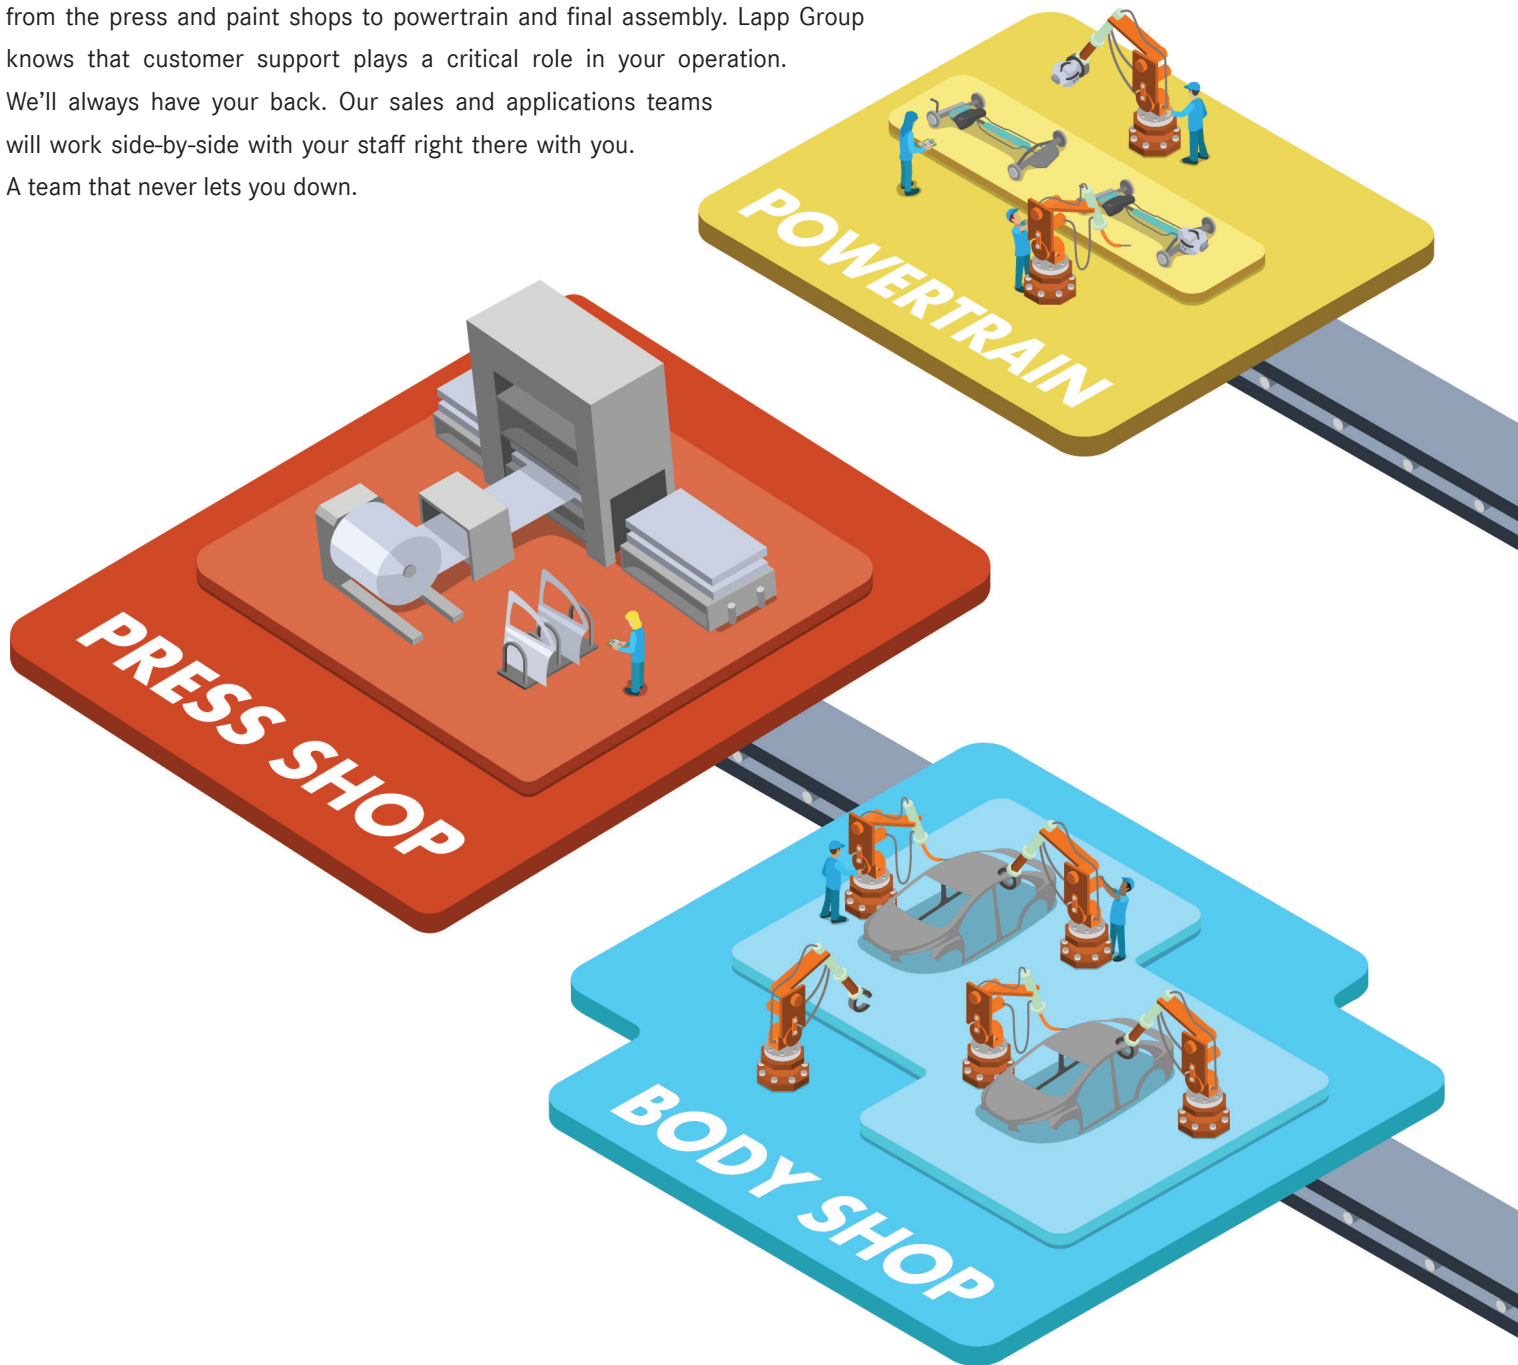 from the press and paint shops to powertrain and final assembly. Lapp Group
knows that customer support plays a critical role in your operation.
We’ll always have your back. Our sales and applications teams
will work side-by-side with your staff right there with you.
A team that never lets you down.
POWERTRAIN
PRESS SHOP
BODY SHOP